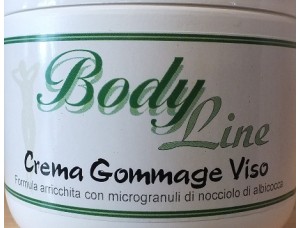 Body
Line
Crema Gommage Viso
Formula arricchita con microgranuli di nocciolo di albicocca